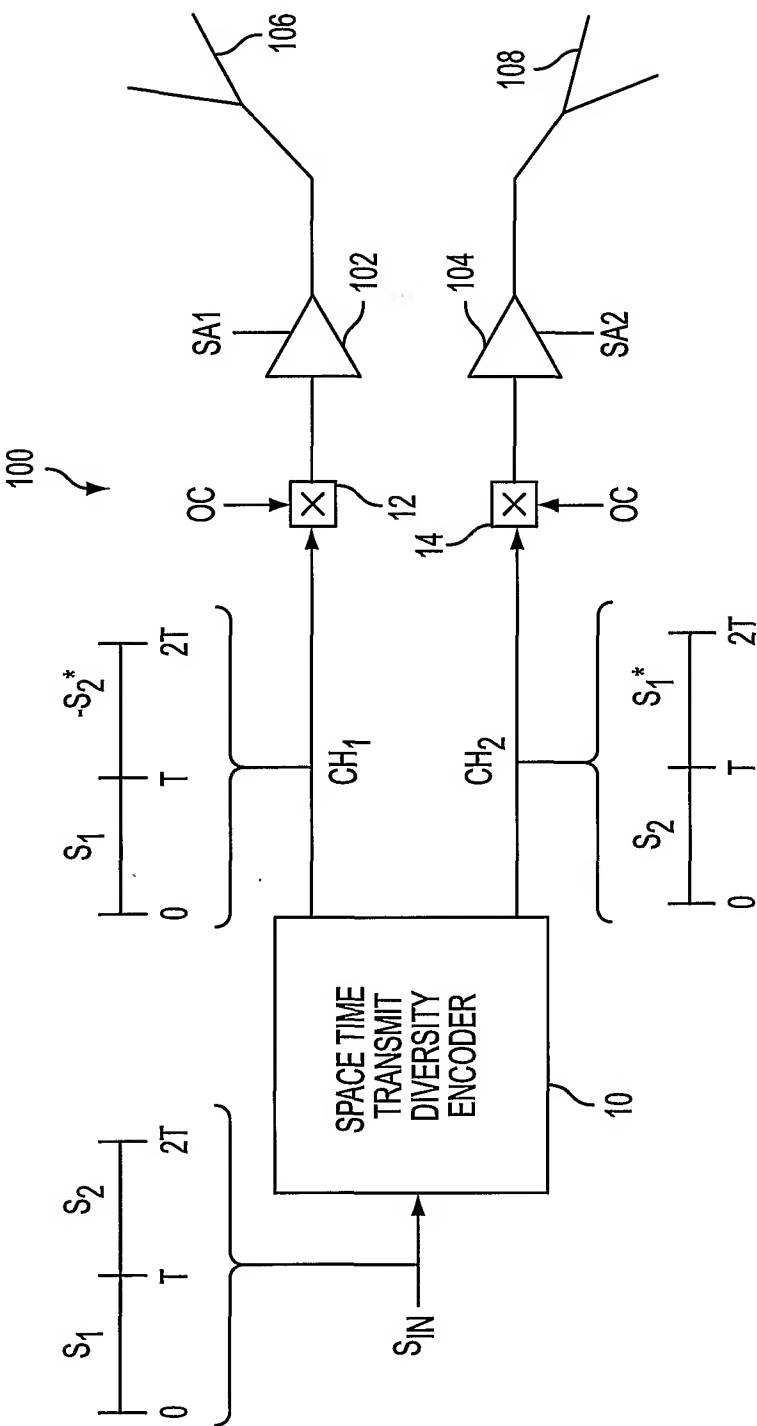 100
S1 S2
0 T 2T
SIN
SPACE TIME
TRANSMIT
DIVERSITY
ENCODER
10
S1 -S2*
0 T 2T
CH1
CH2
S2 S1*
0 T 2T
OC
12
14
OC
SA1
102
104
SA2
106
108